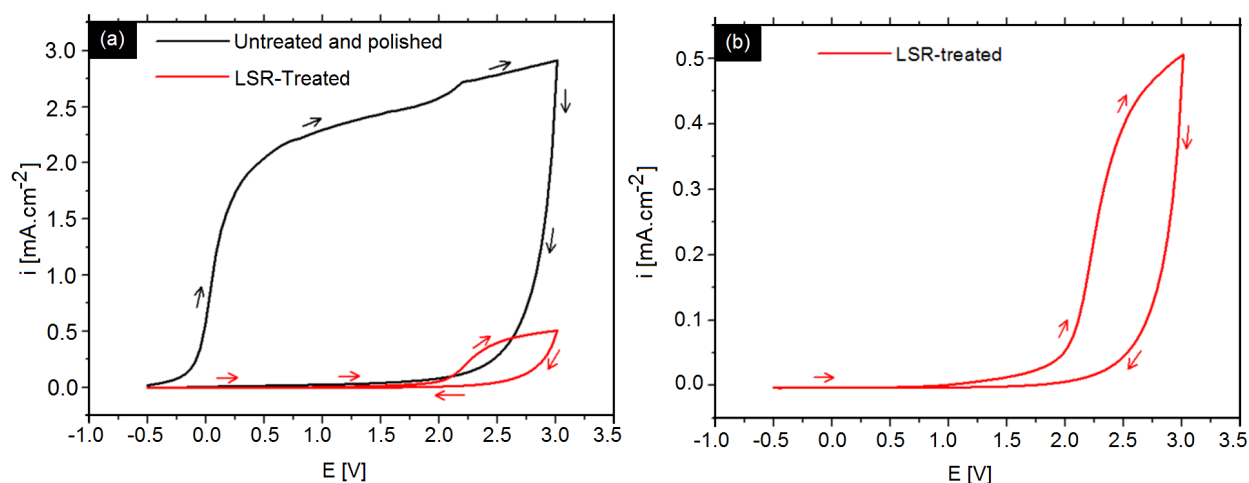 (a)
Untreated and polished
LSR-Treated
3.0
2.5
2.0
1.5
1.0
0.5
0.0
i [mA.cm-2]
-1.0 -0.5 0.0 0.5 1.0 1.5 2.0 2.5 3.0 3.5
E [V]
(b)
LSR-treated
0.5
0.4
0.3
0.2
0.1
0.0
i [mA.cm-2]
-1.0 -0.5 0.0 0.5 1.0 1.5 2.0 2.5 3.0 3.5
E [V]